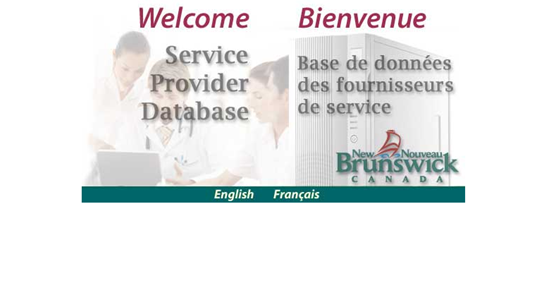 Welcome
Service
Provider
Database
Bienvenue
Base de données
des fournisseurs
de service
New Nouveau
Brunswick
CANADA
English Français